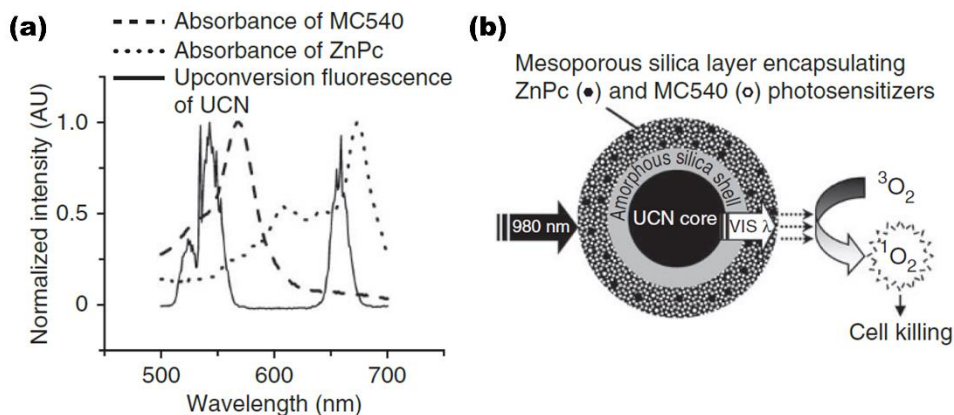 (a)
Absorbance of MC540
Absorbance of ZnPc
Upconversion fluorescence
of UCN
Normalized intensity (AU)
1.0
0.5
0
500
600
700
Wavelength (nm)
(b)
Mesoporous silica layer encapsulating
ZnPc (●) and MC540 (○) photosensitizers
Amorphous silica shell
UCN core
980 nm
VIS λ
³O₂
¹O₂
Cell killing